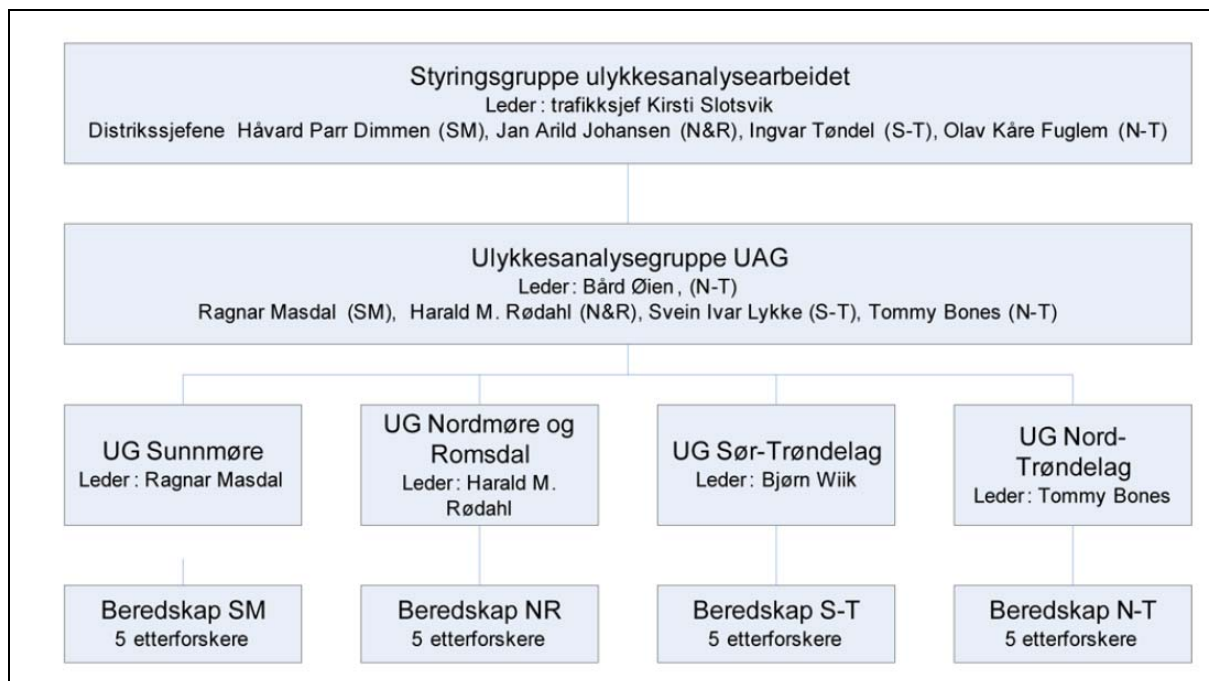 Styringsgruppe ulykkesanalysearbeidet
Leder: trafikksjef Kirsti Slotsvik
Distrikssjefene Håvard Parr Dimmen (SM), Jan Arild Johansen (N&R), Ingvar Tøndel (S-T), Olav Kåre Fuglem (N-T)
Ulykkesanalysegruppe UAG
Leder: Bård Øien, (N-T)
Ragnar Masdal (SM), Harald M. Rødahl (N&R), Svein Ivar Lykke (S-T), Tommy Bones (N-T)
UG Sunnmøre
Leder: Ragnar Masdal
UG Nordmøre og
Romsdal
Leder: Harald M.
Rødahl
UG Sør-Trøndelag
Leder: Bjørn Wiik
UG Nord-
Trøndelag
Leder: Tommy Bones
Beredskap SM
5 etterforskere
Beredskap NR
5 etterforskere
Beredskap S-T
5 etterforskere
Beredskap N-T
5 etterforskere